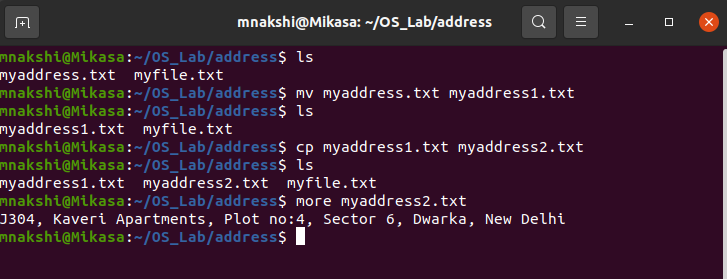 mnakshi@Mikasa: ~/OS_Lab/address
mnakshi@Mikasa:~/OS_Lab/address$ ls
myaddress.txt  myfile.txt
mnakshi@Mikasa:~/OS_Lab/address$ mv myaddress.txt myaddress1.txt
mnakshi@Mikasa:~/OS_Lab/address$ ls
myaddress1.txt  myfile.txt
mnakshi@Mikasa:~/OS_Lab/address$ cp myaddress1.txt myaddress2.txt
mnakshi@Mikasa:~/OS_Lab/address$ ls
myaddress1.txt  myaddress2.txt  myfile.txt
mnakshi@Mikasa:~/OS_Lab/address$ more myaddress2.txt
J304, Kaveri Apartments, Plot no:4, Sector 6, Dwarka, New Delhi
mnakshi@Mikasa:~/OS_Lab/address$